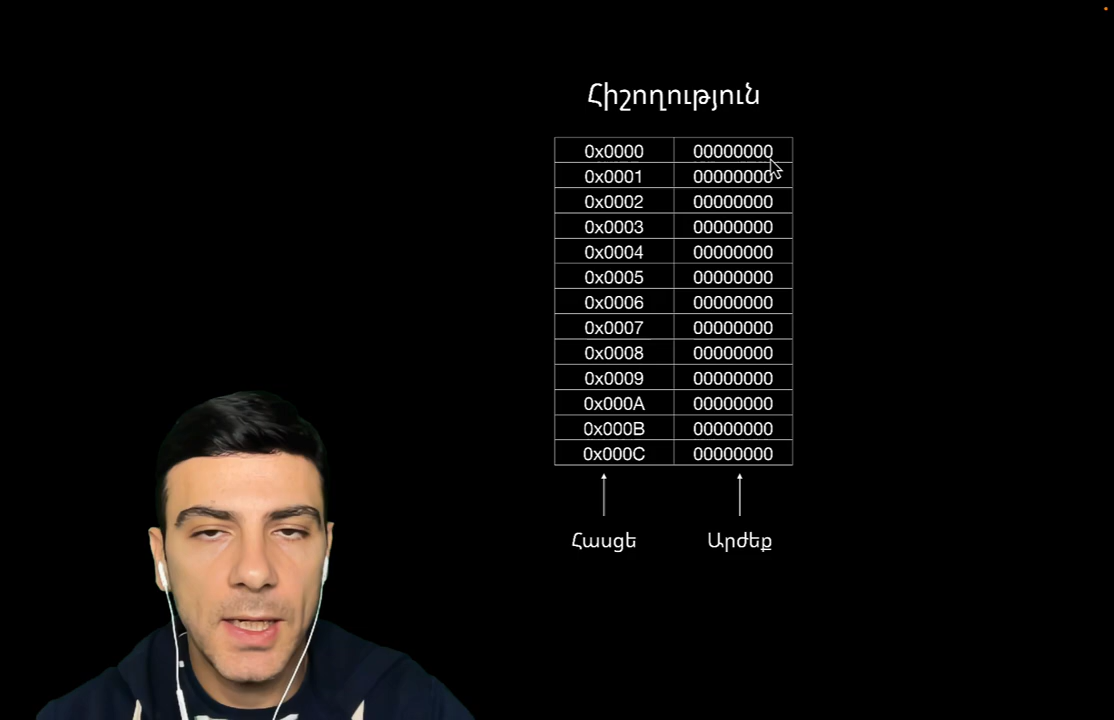 Հիշողություն
0x0000 00000000
0x0001 00000000
0x0002 00000000
0x0003 00000000
0x0004 00000000
0x0005 00000000
0x0006 00000000
0x0007 00000000
0x0008 00000000
0x0009 00000000
0x000A 00000000
0x000B 00000000
0x000C 00000000
Հասցե Արժեք